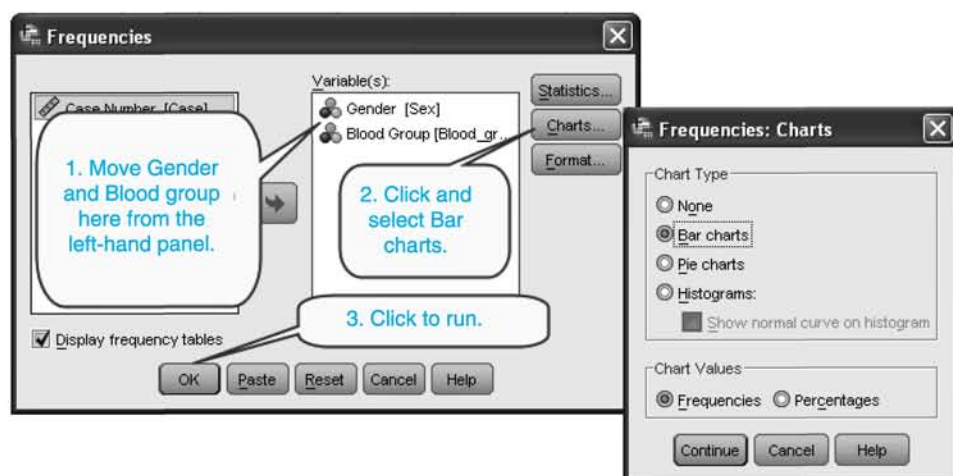 Frequencies
Case Number [Case]
Variable(s):
Gender [Sex]
Blood Group [Blood_gr...
Statistics...
Charts...
Format...
1. Move Gender
and Blood group
here from the
left-hand panel.
2. Click and
select Bar
charts.
3. Click to run.
Display frequency tables
OK
Paste
Reset
Cancel
Help
Frequencies: Charts
Chart Type
None
Bar charts
Pie charts
Histograms:
Show normal curve on histogram
Chart Values
Frequencies
Percentages
Continue
Cancel
Help